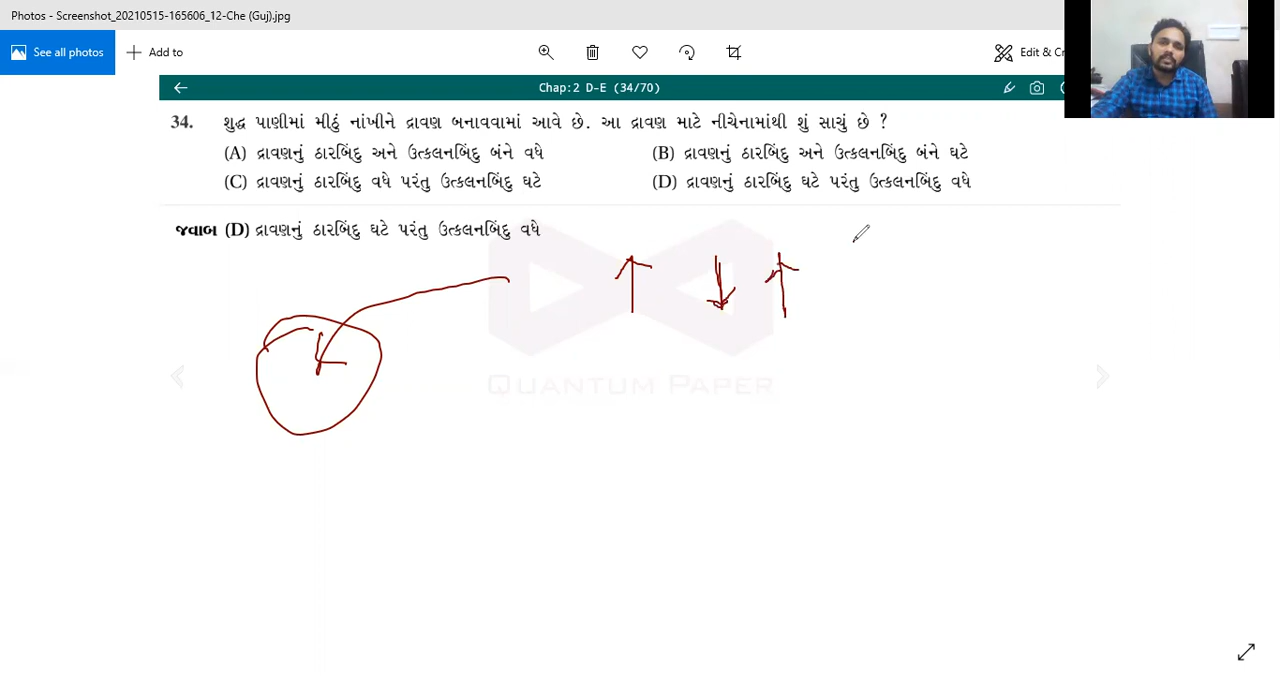 Photos - Screenshot_20210515-165606_12-Che (Guj).jpg
See all photos
Add to
Edit & Cr
Chap:2 D-E (34/70)
34. શુદ્ધ પાણીમાં મીઠું નાંખીને દ્રાવણ બનાવવામાં આવે છે. આ દ્રાવણ માટે નીચેનામાંથી શું સાચું છે ?
(A) દ્રાવણનું ઠારબિંદુ અને ઉત્કલનબિંદુ બંને વધે
(B) દ્રાવણનું ઠારબિંદુ અને ઉત્કલનબિંદુ બંને ઘટે
(C) દ્રાવણનું ઠારબિંદુ વધે પરંતુ ઉત્કલનબિંદુ ઘટે
(D) દ્રાવણનું ઠારબિંદુ ઘટે પરંતુ ઉત્કલનબિંદુ વધે
જવાબ (D) દ્રાવણનું ઠારબિંદુ ઘટે પરંતુ ઉત્કલનબિંદુ વધે
QUANTUM PAPER